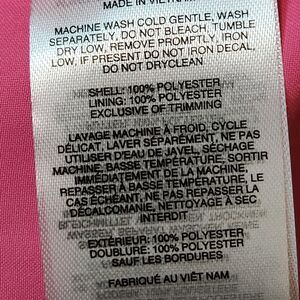 MADE IN VIETNAM
MACHINE WASH COLD GENTLE, WASH
SEPARATELY, DO NOT BLEACH, TUMBLE
DRY LOW, REMOVE PROMPTLY, IRON
LOW, IF PRESENT DO NOT IRON DECAL,
DO NOT DRYCLEAN
SHELL: 100% POLYESTER
LINING: 100% POLYESTER
EXCLUSIVE OF TRIMMING
LAVAGE MACHINE À FROID, CYCLE
DÉLICAT, LAVER SÉPARÉMENT, NE PAS
UTILISER D'EAU DE JAVEL, SÉCHAGE
MACHINE, BASSE TEMPÉRATURE, SORTIR
IMMÉDIATEMENT DE LA MACHINE,
REPASSER À BASSE TEMPÉRATURE, LE
CAS ÉCHÉANT, NE PAS REPASSER LA
DÉCALCOMANIE, NETTOYAGE À SEC
INTERDIT
EXTÉRIEUR: 100% POLYESTER
DOUBLURE: 100% POLYESTER
SAUF LES BORDURES
FABRIQUÉ AU VIÊT NAM